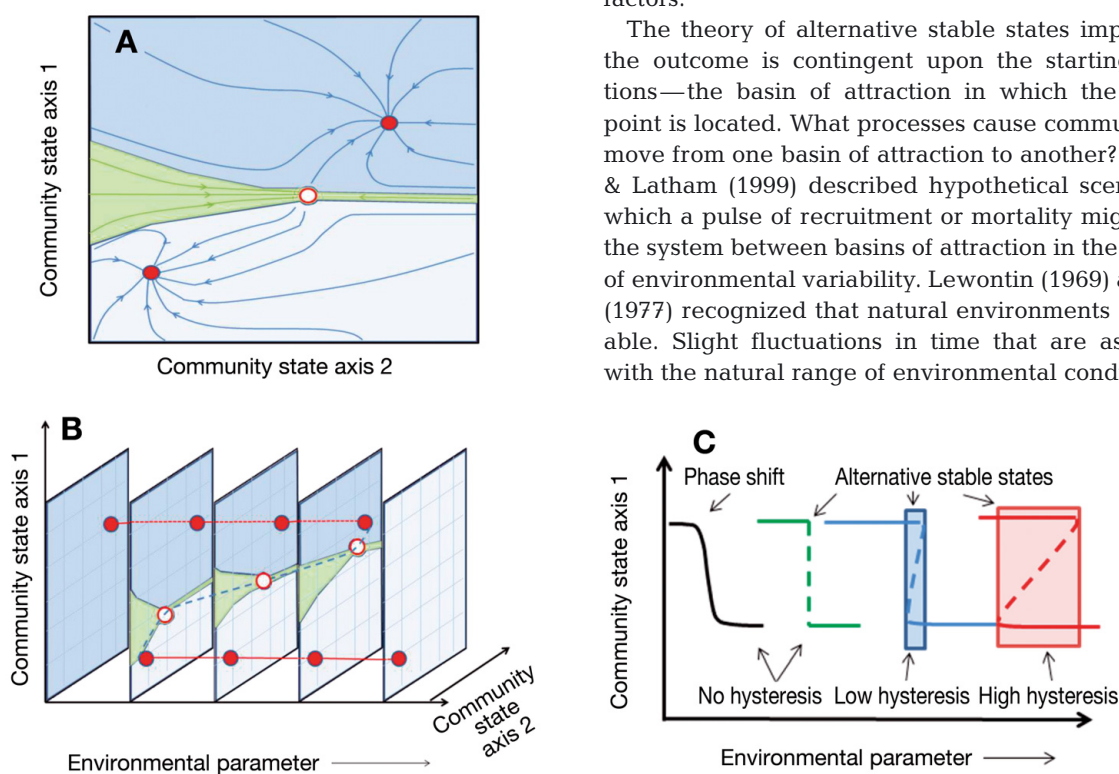 A
Community state axis 1
Community state axis 2
factors.
The theory of alternative stable states imp
the outcome is contingent upon the starting
tions—the basin of attraction in which the
point is located. What processes cause commu
move from one basin of attraction to another?
& Latham (1999) described hypothetical scen
which a pulse of recruitment or mortality mig
the system between basins of attraction in the
of environmental variability. Lewontin (1969) a
(1977) recognized that natural environments
able. Slight fluctuations in time that are as
with the natural range of environmental cond
B
Community state axis 1
Community
state
axis 2
Environmental parameter
C
Phase shift
Alternative stable states
Community state axis 1
No hysteresis
Low hysteresis
High hysteresis
Environmental parameter